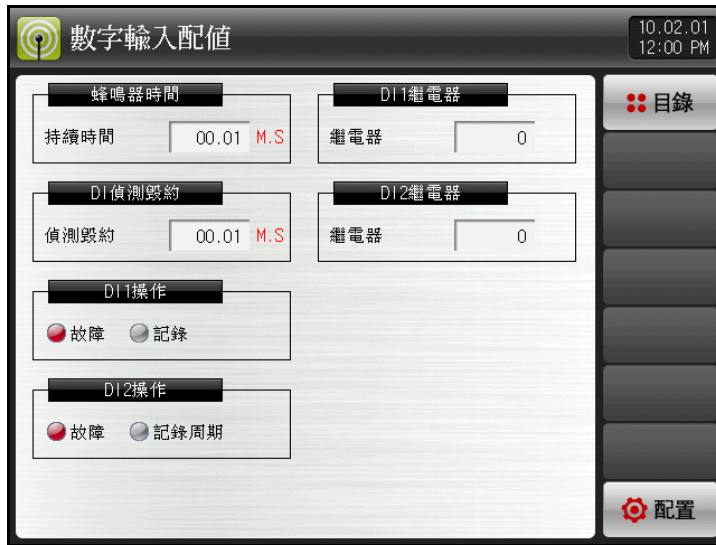 數字輸入配值
10.02.01
12:00 PM
蜂鳴器時間
持續時間 00.01 M.S
DI1繼電器
繼電器 0
DI偵測毀約
偵測毀約 00.01 M.S
DI2繼電器
繼電器 0
DI1操作
故障 記錄
DI2操作
故障 記錄周期
目錄
配置